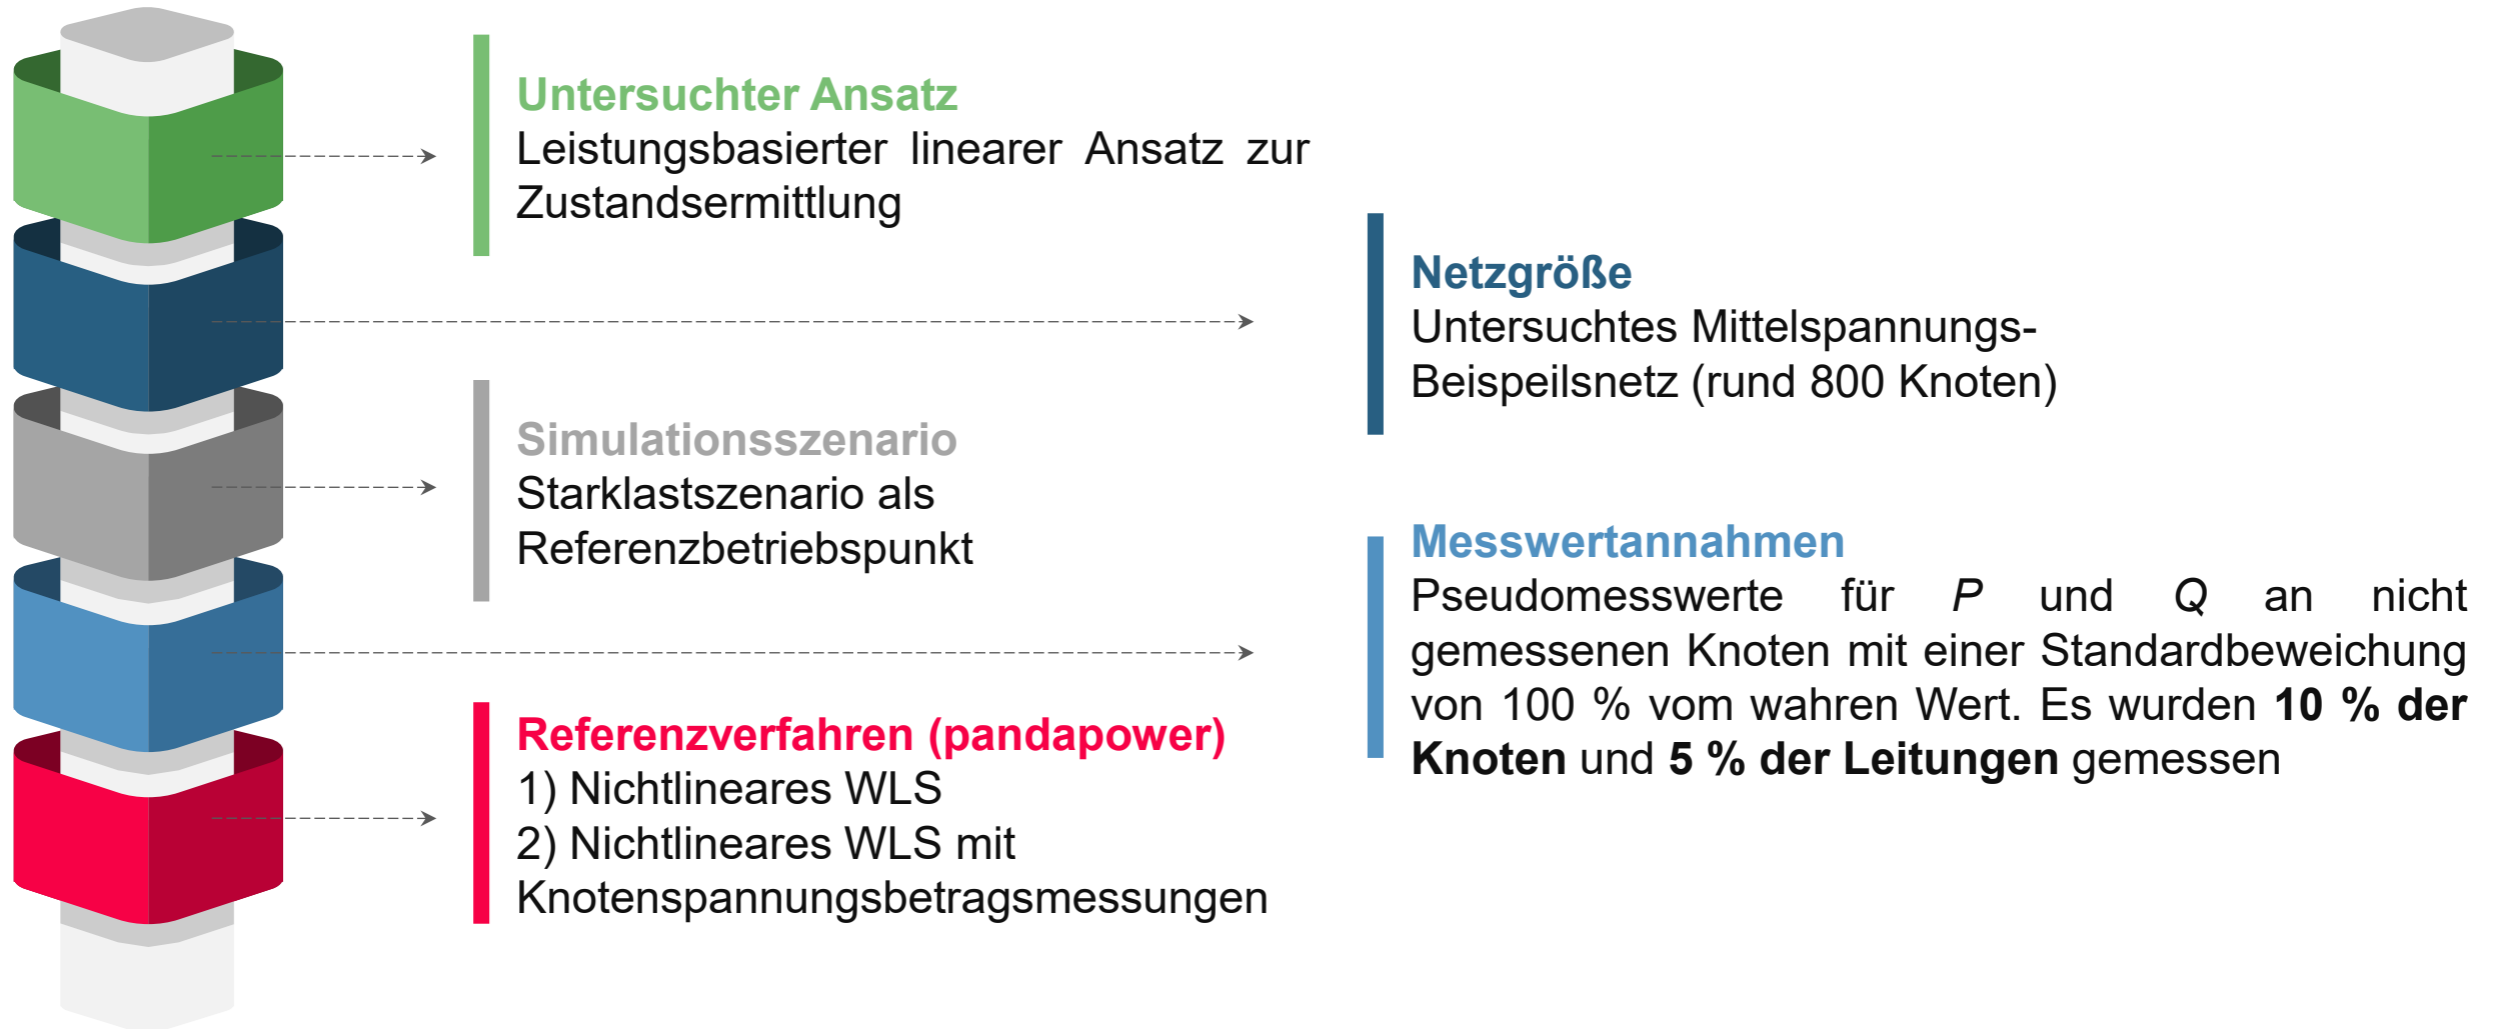 Untersuchter Ansatz
Leistungsbasierter linearer Ansatz zur
Zustandsermittlung
Netzgröße
Untersuchtes Mittelspannungs-
Beispeilsnetz (rund 800 Knoten)
Simulationsszenario
Starklastszenario als
Referenzbetriebspunkt
Messwertannahmen
Pseudomesswerte für P und Q an nicht
gemessenen Knoten mit einer Standardbeweichung
von 100 % vom wahren Wert. Es wurden 10 % der
Knoten und 5 % der Leitungen gemessen
Referenzverfahren (pandapower)
1) Nichtlineares WLS
2) Nichtlineares WLS mit
Knotenspannungsbetragsmessungen